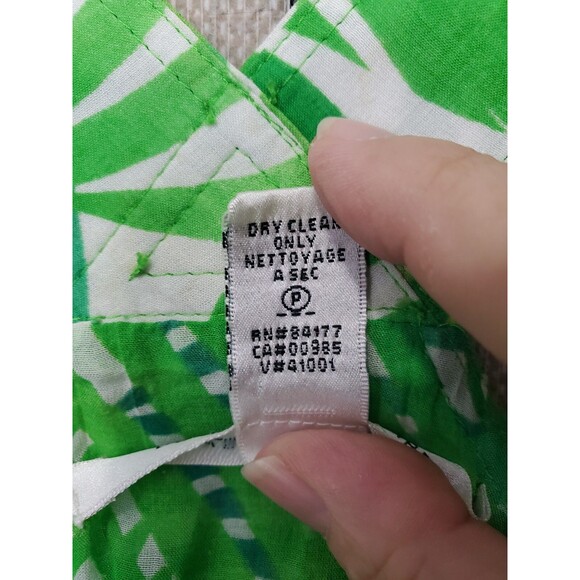 DRY CLEAN
ONLY
NETTOYAGE
A SEC
P
RN#84177
CA#00985
V#41001